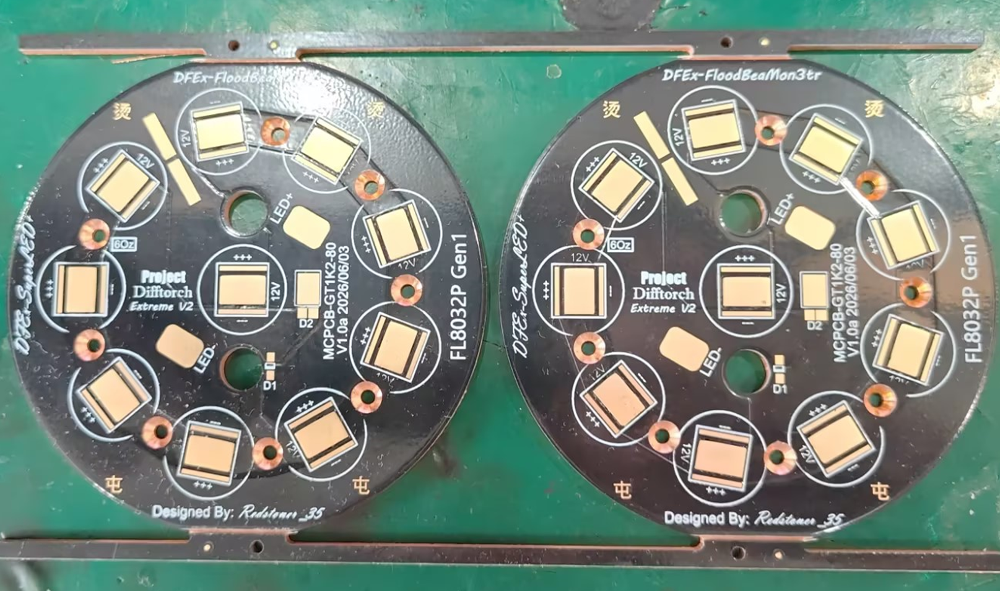 DFEx-FloodBea
烫
烫
12V
+++
12V
+++
+++
LED+
+++
12V
6Oz
DFEx-SuperLED+
+++
Project
Difftorch
Extreme V2
+++
12V
D2
MCPCB-GT1K2-80
V1.0a 2026/06/03
FL8032P Gen1
+++
12V
LED-
D1
+++
+++
12V
+++
屯
屯
Designed By: Redstoner_35
DFEx-FloodBeaMon3tr
烫
烫
12V
+++
12V
+++
+++
LED+
+++
6Oz
12V
DFEx-SuperLED+
+++
Project
Difftorch
Extreme V2
+++
12V
D2
MCPCB-GT1K2-80
V1.0a 2026/06/03
FL8032P Gen1
+++
LED-
D1
12V
+++
+++
12V
12V
+++
屯
屯
Designed By: Redstoner_35